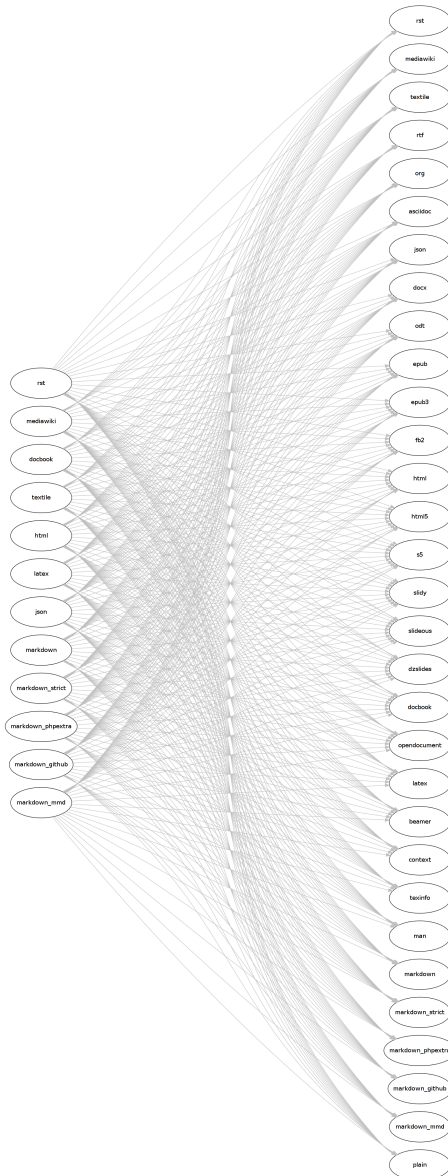 rst
mediawiki
docbook
textile
html
latex
json
markdown
markdown_strict
markdown_phpextra
markdown_github
markdown_mmd
rst
mediawiki
textile
rtf
org
asciidoc
json
docx
odt
epub
epub3
fb2
html
html5
s5
slidy
slideous
dzslides
docbook
opendocument
latex
beamer
context
texinfo
man
markdown
markdown_strict
markdown_phpextra
markdown_github
markdown_mmd
plain